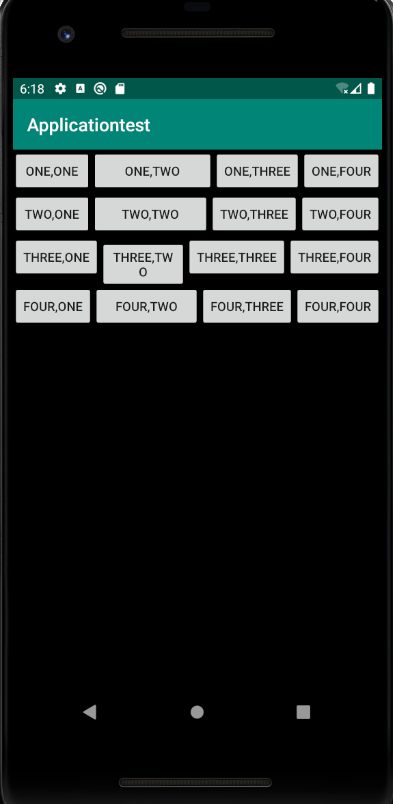 6:18
Applicationtest
ONE,ONE ONE,TWO ONE,THREE ONE,FOUR
TWO,ONE TWO,TWO TWO,THREE TWO,FOUR
THREE,ONE THREE,TW THREE,THREE THREE,FOUR
O
FOUR,ONE FOUR,TWO FOUR,THREE FOUR,FOUR